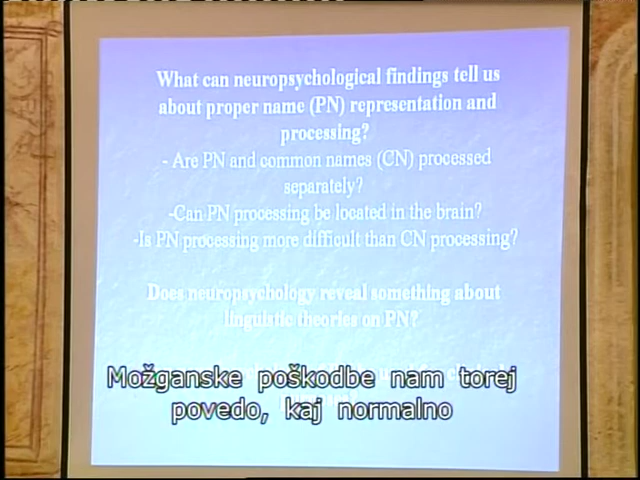 What can neuropsychological findings tell us
about proper name (PN) representation and
processing?
- Are PN and common names (CN) processed
separately?
-Can PN processing be located in the brain?
-Is PN processing more difficult than CN processing?
Does neuropsychology reveal something about
linguistic theories on PN?
Možganske poškodbe nam torej
povedo, kaj normalno